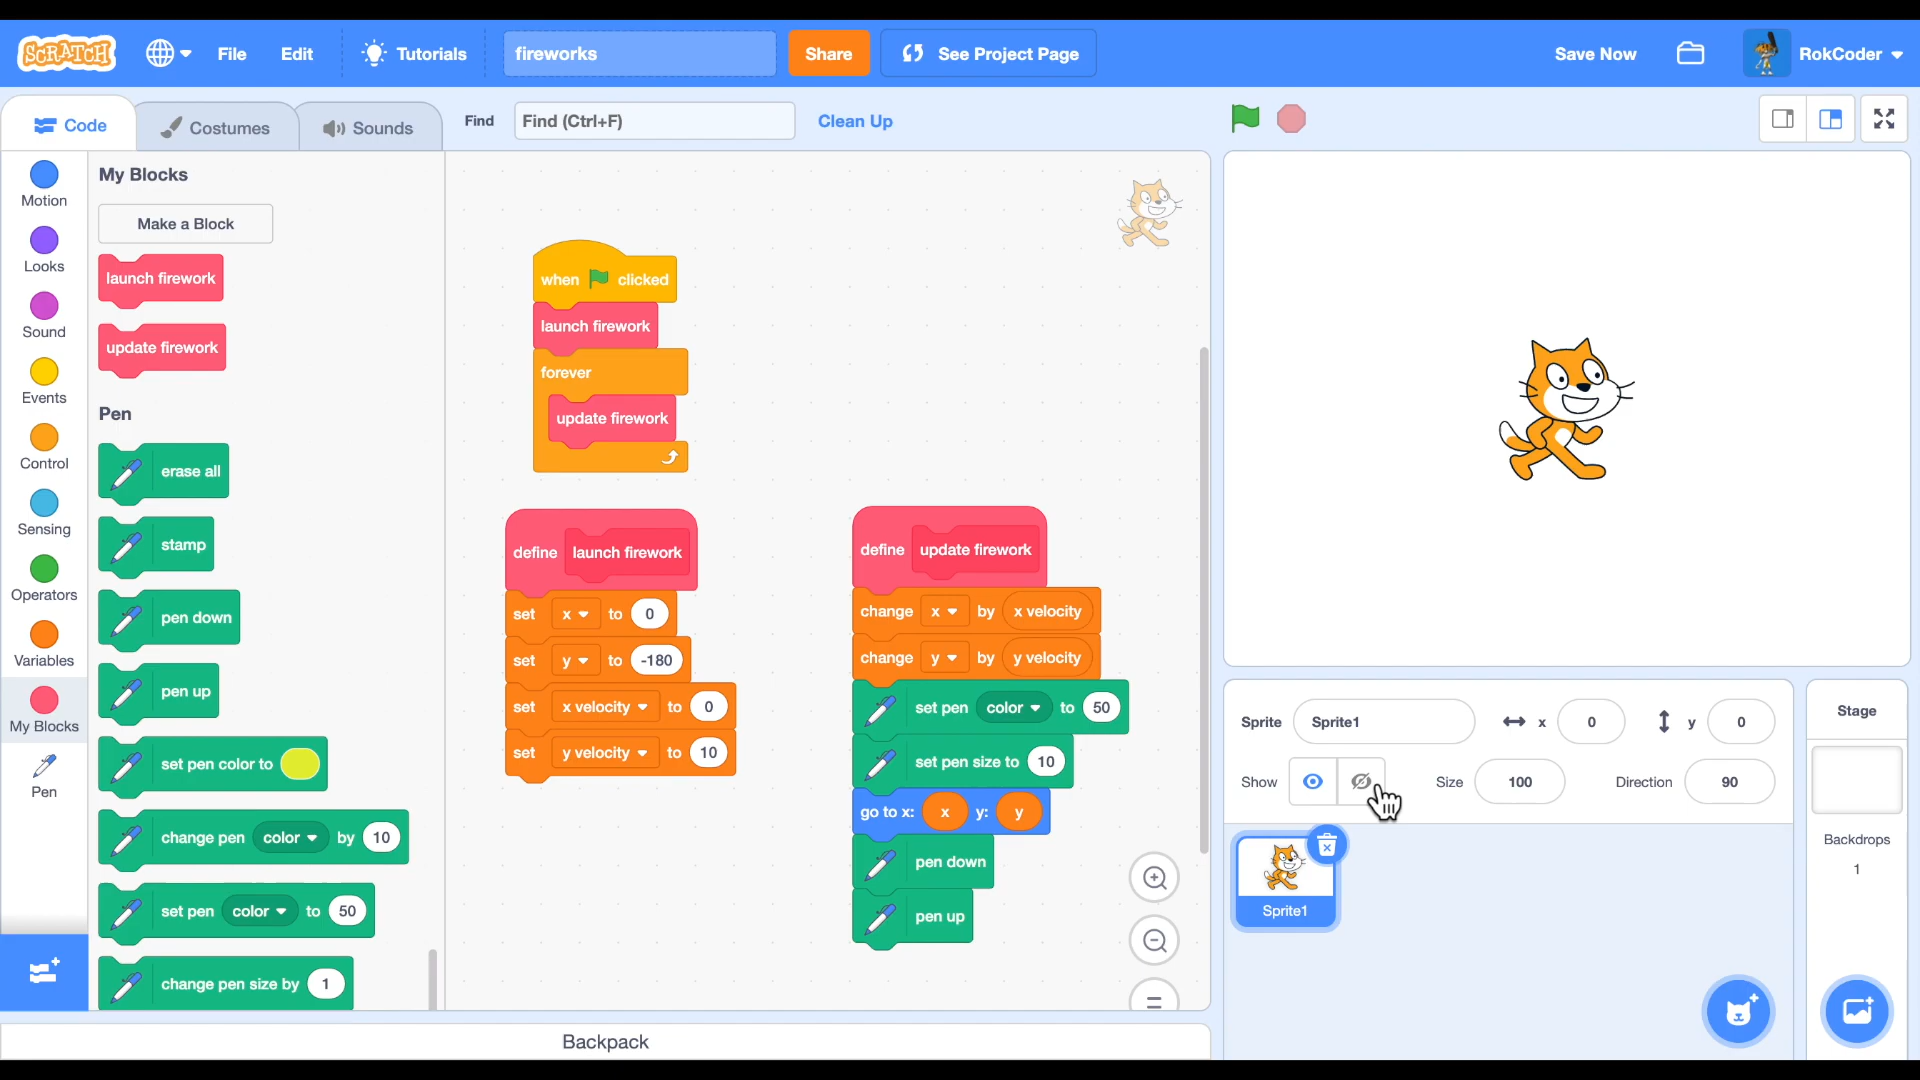 SCRATCH File Edit Tutorials fireworks Share See Project Page Save Now RokCoder
Code Costumes Sounds Find Find (Ctrl+F) Clean Up
Motion
Looks
Sound
Events
Control
Sensing
Operators
Variables
My Blocks
Pen
My Blocks
Make a Block
launch firework
update firework
Pen
erase all
stamp
pen down
pen up
set pen color to
change pen color by 10
set pen color to 50
change pen size by 1
when clicked
launch firework
forever
update firework
define launch firework
set x to 0
set y to -180
set x velocity to 0
set y velocity to 10
define update firework
change x by x velocity
change y by y velocity
set pen color to 50
set pen size to 10
go to x: x y: y
pen down
pen up
Backpack
Sprite Sprite1 x 0 y 0
Show Size 100 Direction 90
Sprite1
Stage
Backdrops
1